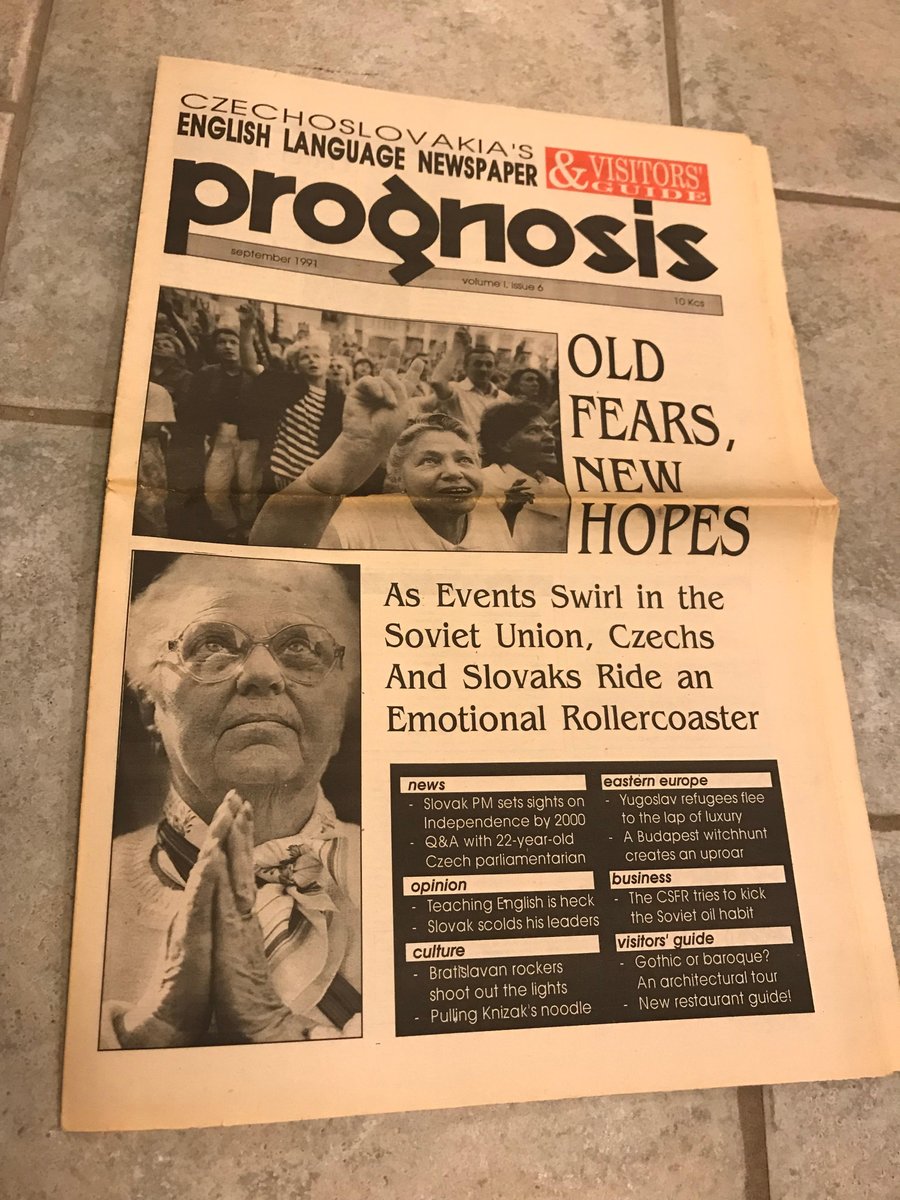 CZECHOSLOVAKIA'S
ENGLISH LANGUAGE NEWSPAPER
& VISITORS'
GUIDE
prognosis
september 1991
volume I, issue 6
10 Kcs
OLD
FEARS,
NEW
HOPES
As Events Swirl in the
Soviet Union, Czechs
And Slovaks Ride an
Emotional Rollercoaster
news
- Slovak PM sets sights on
Independence by 2000
- Q&A with 22-year-old
Czech parliamentarian
opinion
- Teaching English is heck
- Slovak scolds his leaders
culture
- Bratislavan rockers
shoot out the lights
- Pulling Knizak's noodle
eastern europe
- Yugoslav refugees flee
to the lap of luxury
- A Budapest witchhunt
creates an uproar
business
- The CSFR tries to kick
the Soviet oil habit
visitors' guide
- Gothic or baroque?
An architectural tour
- New restaurant guide!